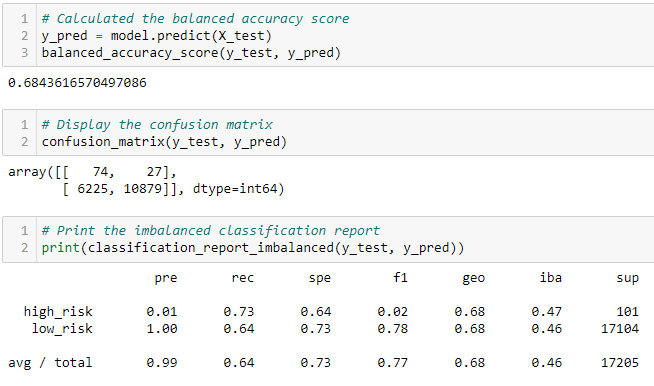 1 # Calculated the balanced accuracy score
2 y_pred = model.predict(X_test)
3 balanced_accuracy_score(y_test, y_pred)
0.6843616570497086
1 # Display the confusion matrix
2 confusion_matrix(y_test, y_pred)
array([[   74,    27],
       [ 6225, 10879]], dtype=int64)
1 # Print the imbalanced classification report
2 print(classification_report_imbalanced(y_test, y_pred))
pre rec spe f1 geo iba sup
high_risk 0.01 0.73 0.64 0.02 0.68 0.47 101
low_risk 1.00 0.64 0.73 0.78 0.68 0.46 17104
avg / total 0.99 0.64 0.73 0.77 0.68 0.46 17205